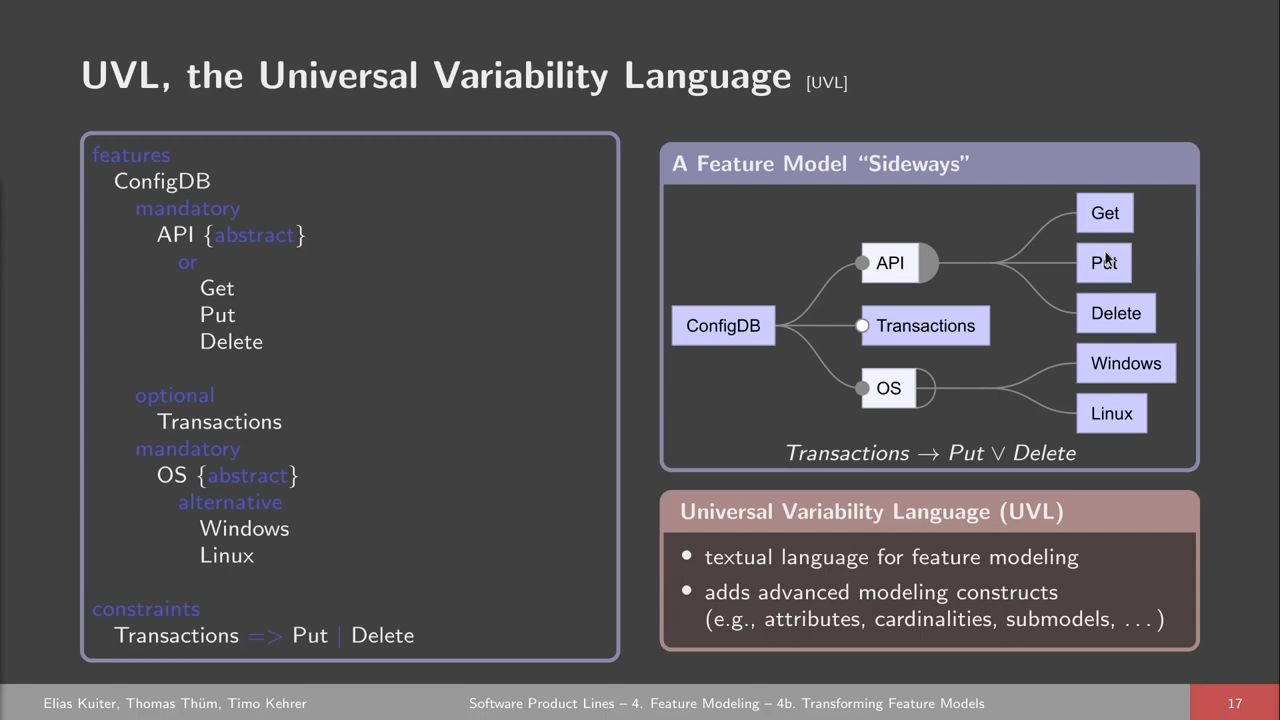 UVL, the Universal Variability Language [UVL]
features
ConfigDB
mandatory
API {abstract}
or
Get
Put
Delete
optional
Transactions
mandatory
OS {abstract}
alternative
Windows
Linux
constraints
Transactions => Put | Delete
A Feature Model “Sideways”
ConfigDB
API
Transactions
OS
Get
Put
Delete
Windows
Linux
Transactions → Put ∨ Delete
Universal Variability Language (UVL)
• textual language for feature modeling
• adds advanced modeling constructs
(e.g., attributes, cardinalities, submodels, . . . )
Elias Kuiter, Thomas Thüm, Timo Kehrer
Software Product Lines – 4. Feature Modeling – 4b. Transforming Feature Models
17